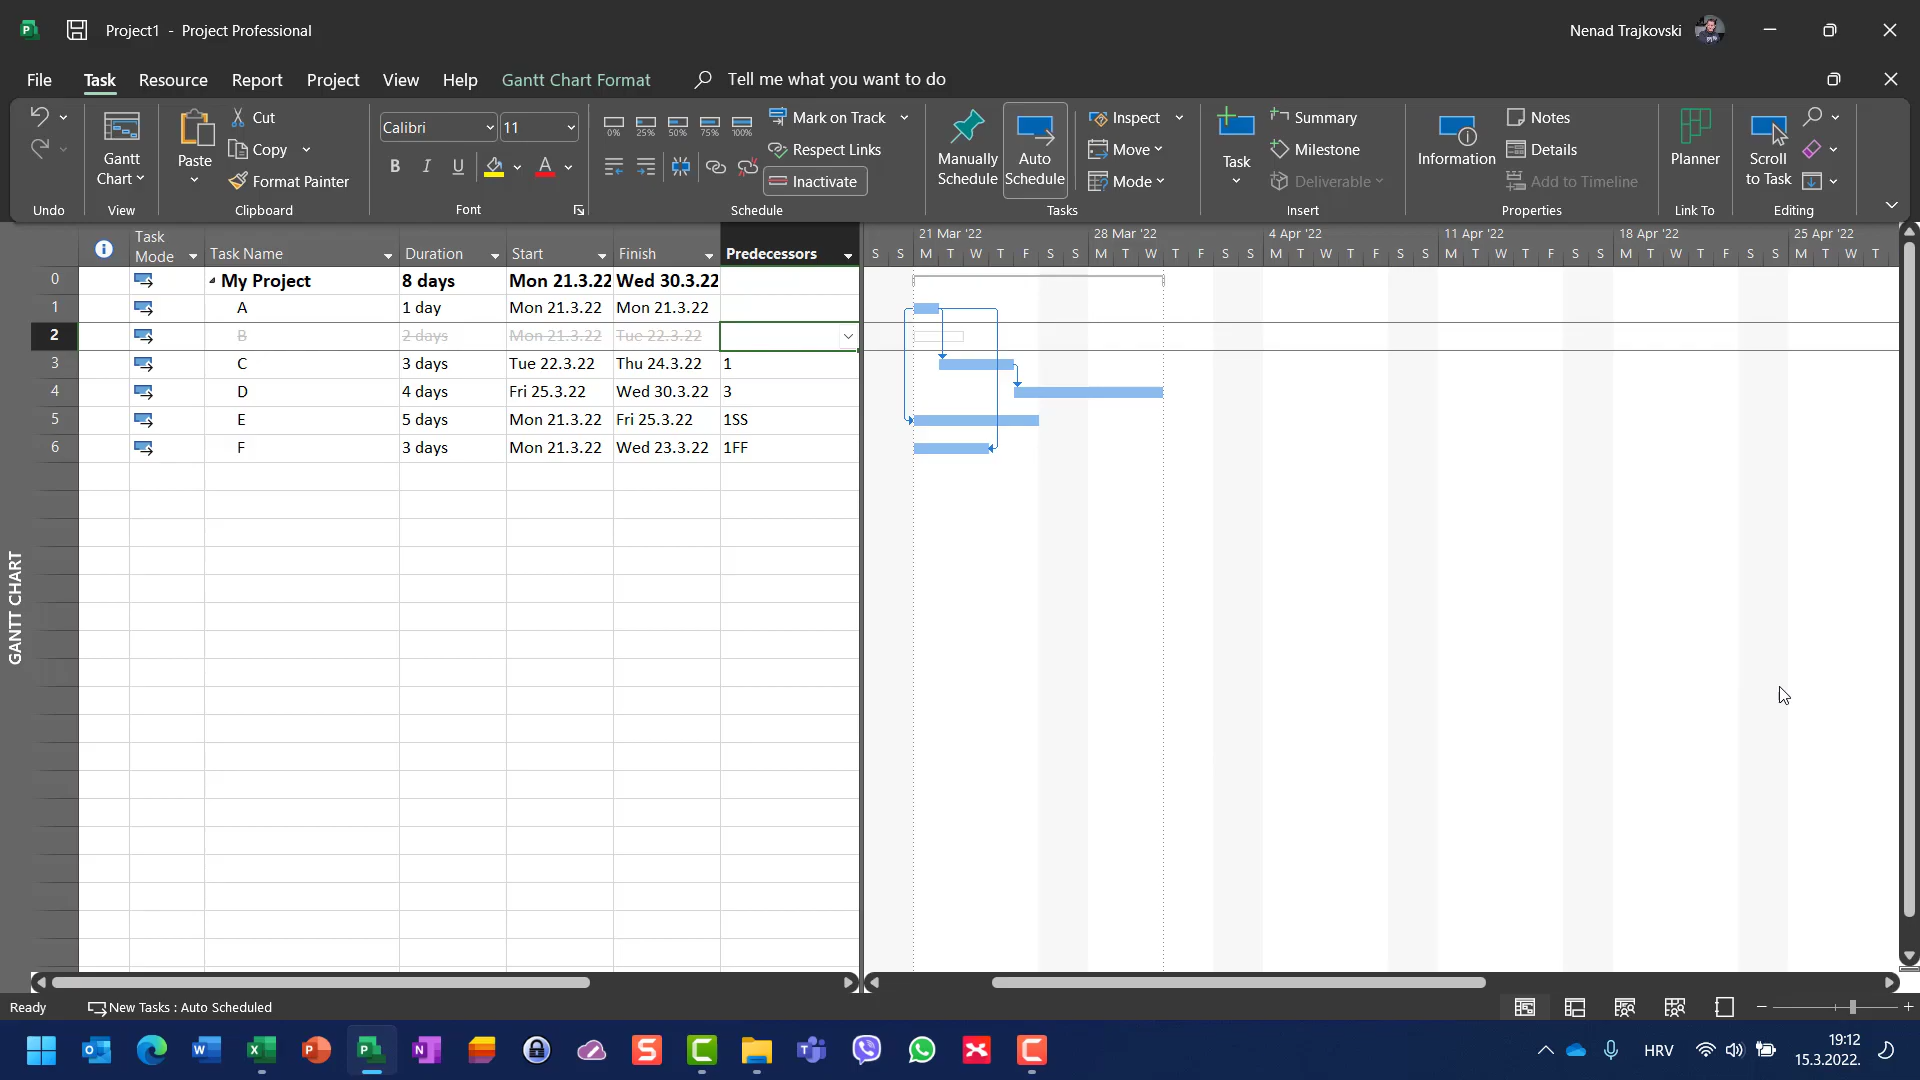 Project1 - Project Professional
Nenad Trajkovski
File Task Resource Report Project View Help Gantt Chart Format Tell me what you want to do
Gantt Chart
Paste
Cut
Copy
Format Painter
Calibri 11
B I U A
0% 25% 50% 75% 100%
Mark on Track
Respect Links
Inactivate
Manually Schedule
Auto Schedule
Inspect
Move
Mode
Task
Summary
Milestone
Deliverable
Information
Notes
Details
Add to Timeline
Planner
Scroll to Task
Undo View Clipboard Font Schedule Tasks Insert Properties Link To Editing
Task Mode Task Name Duration Start Finish Predecessors
21 Mar '22 28 Mar '22 4 Apr '22 11 Apr '22 18 Apr '22 25 Apr '22
S S M T W T F S S M T W T F S S M T W T F S S M T W T F S S M T W T F S S M T W T
0 My Project 8 days Mon 21.3.22 Wed 30.3.22
1 A 1 day Mon 21.3.22 Mon 21.3.22
2 B 2 days Mon 21.3.22 Tue 22.3.22
3 C 3 days Tue 22.3.22 Thu 24.3.22 1
4 D 4 days Fri 25.3.22 Wed 30.3.22 3
5 E 5 days Mon 21.3.22 Fri 25.3.22 1SS
6 F 3 days Mon 21.3.22 Wed 23.3.22 1FF
GANTT CHART
Ready New Tasks : Auto Scheduled
HRV
19:12
15.3.2022.